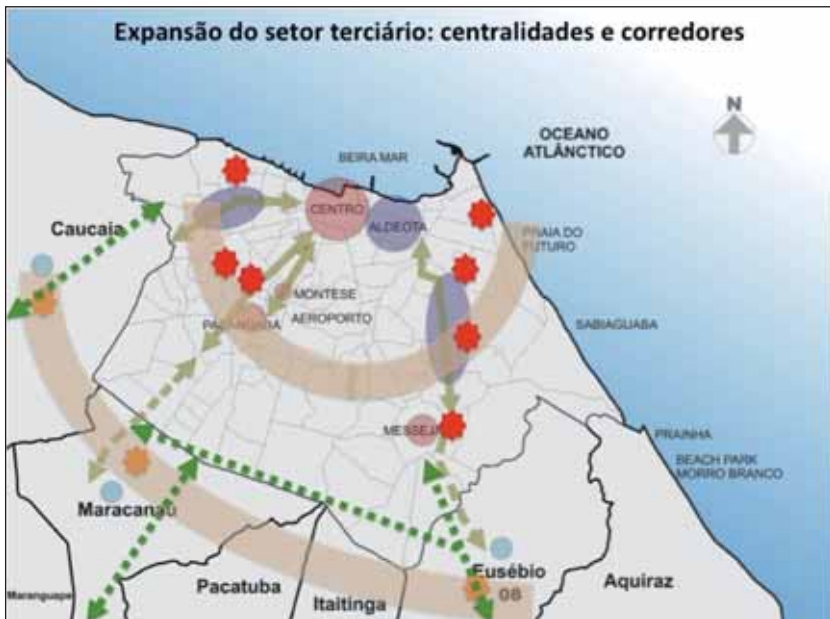 Expansão do setor terciário: centralidades e corredores
N
OCEANO
ATLÂNCTICO
BEIRA MAR
CENTRO
ALDEOTA
PRAIA DO
FUTURO
Caucaia
MONTESE
AEROPORTO
SABIAGUABA
PRAINHA
BEACH PARK
MORRO BRANCO
Maracanaú
Eusébio
08
Aquiraz
Pacatuba
Itaitinga
Maranguape